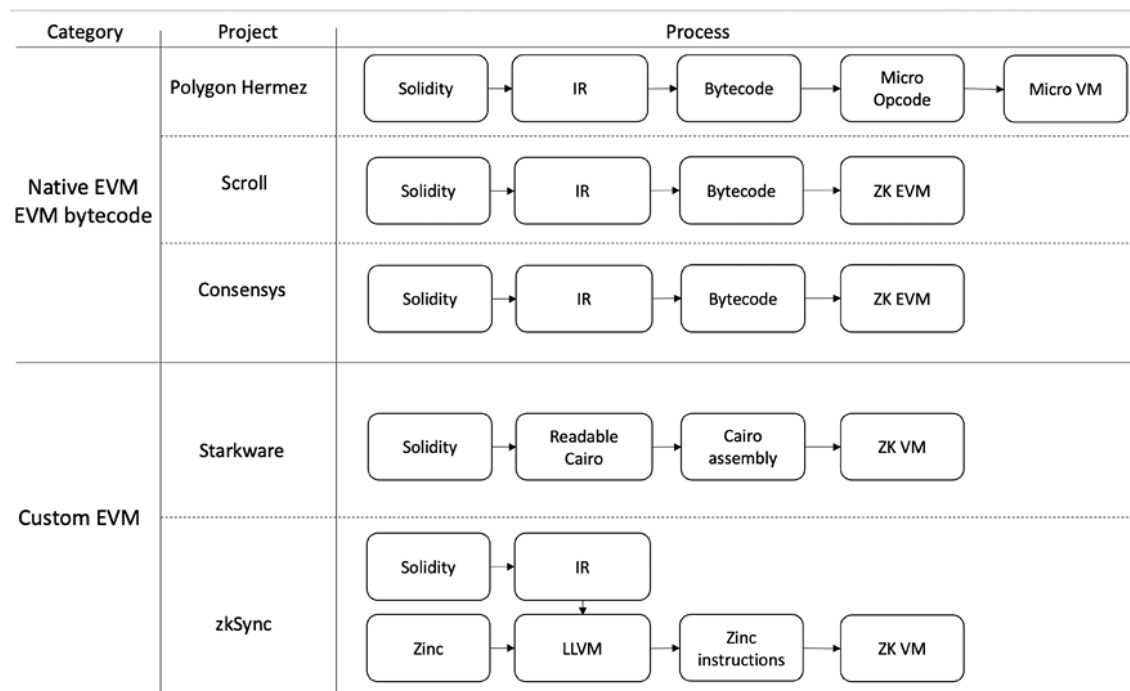 Category Project Process
Polygon Hermez Solidity IR Bytecode Micro
Opcode Micro VM
Native EVM
EVM bytecode
Scroll Solidity IR Bytecode ZK EVM
Consensys Solidity IR Bytecode ZK EVM
Custom EVM
Starkware Solidity Readable
Cairo Cairo
assembly ZK VM
zkSync
Solidity IR
Zinc LLVM Zinc
instructions ZK VM